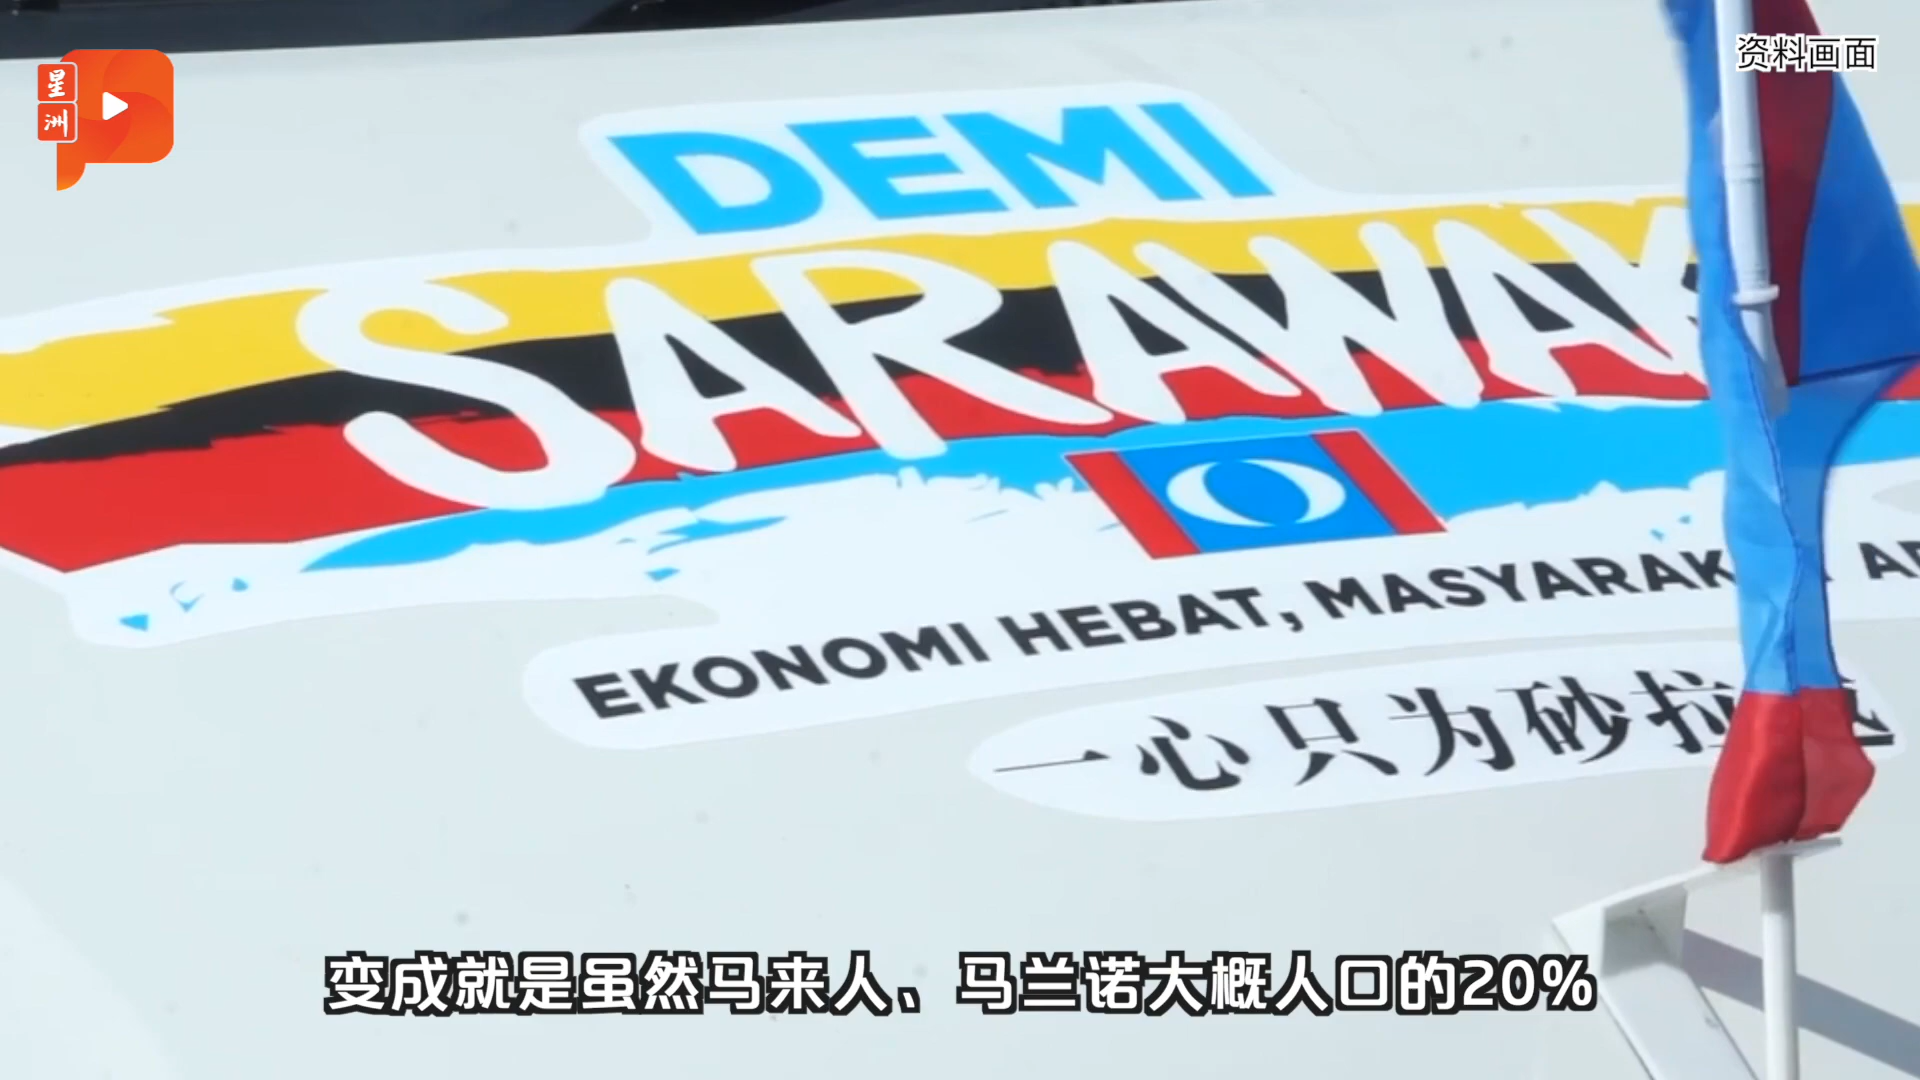 星洲
资料画面
DEMI
SARAWAK
EKONOMI HEBAT, MASYARAK
一心只为砂拉
变成就是虽然马来人、马兰诺大概人口的20%